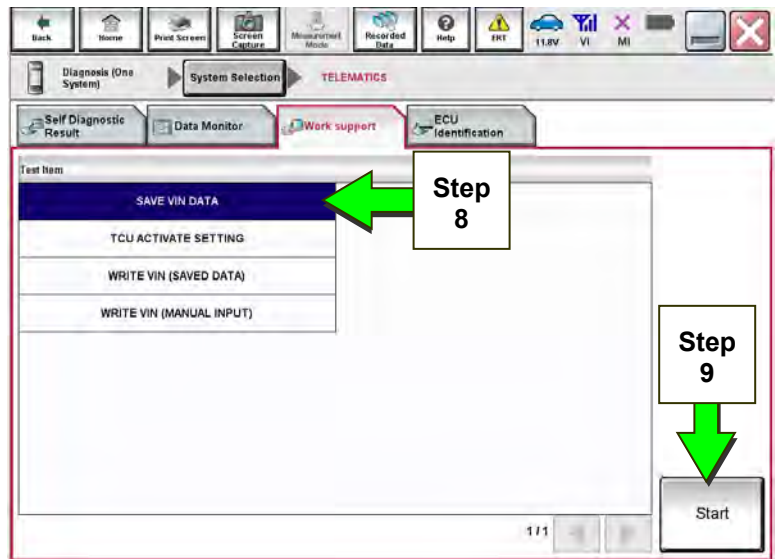 Back
Home
Print Screen
Screen
Capture
Measurement
Mode
Recorded
Data
Help
ERT
11.8V
VI
MI
Diagnosis (One
System)
System Selection
TELEMATICS
Self Diagnostic
Result
Data Monitor
Work support
ECU
Identification
Test Item
SAVE VIN DATA
Step
8
TCU ACTIVATE SETTING
WRITE VIN (SAVED DATA)
WRITE VIN (MANUAL INPUT)
Step
9
Start
1/1